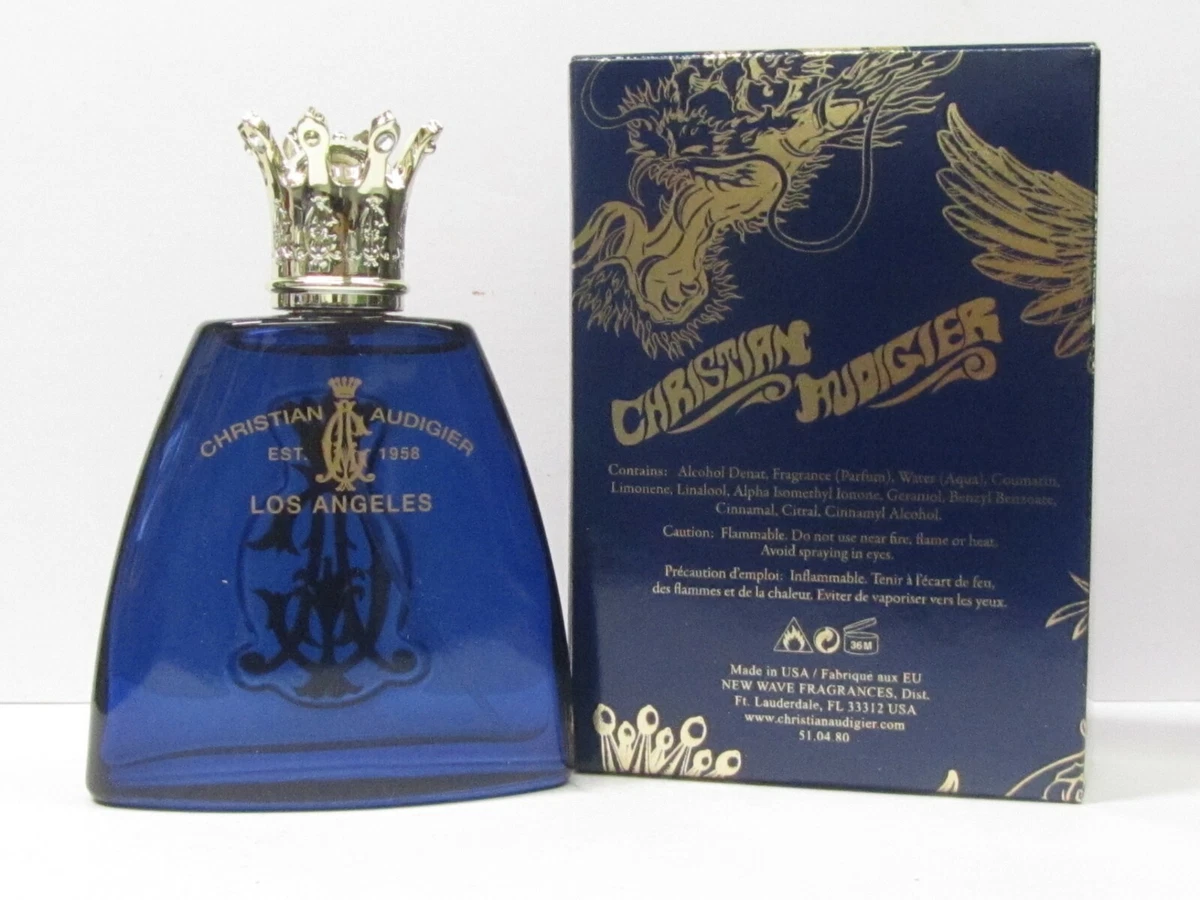 CHRISTIAN AUDIGIER
EST. 1958
LOS ANGELES
CHRISTIAN AUDIGIER
Contains: Alcohol Denat, Fragrance (Parfum), Water (Aqua), Coumarin,
Limonene, Linalool, Alpha Isomethyl Ionone, Geraniol, Benzyl Benzoate,
Cinnamal, Citral, Cinnamyl Alcohol.
Caution: Flammable. Do not use near fire, flame or heat.
Avoid spraying in eyes.
Précaution d'emploi: Inflammable. Tenir à l'écart de feu,
des flammes et de la chaleur. Eviter de vaporiser vers les yeux.
36M
Made in USA / Fabriqué aux EU
NEW WAVE FRAGRANCES, Dist.
Ft. Lauderdale, FL 33312 USA
www.christianaudigier.com
51.04.80